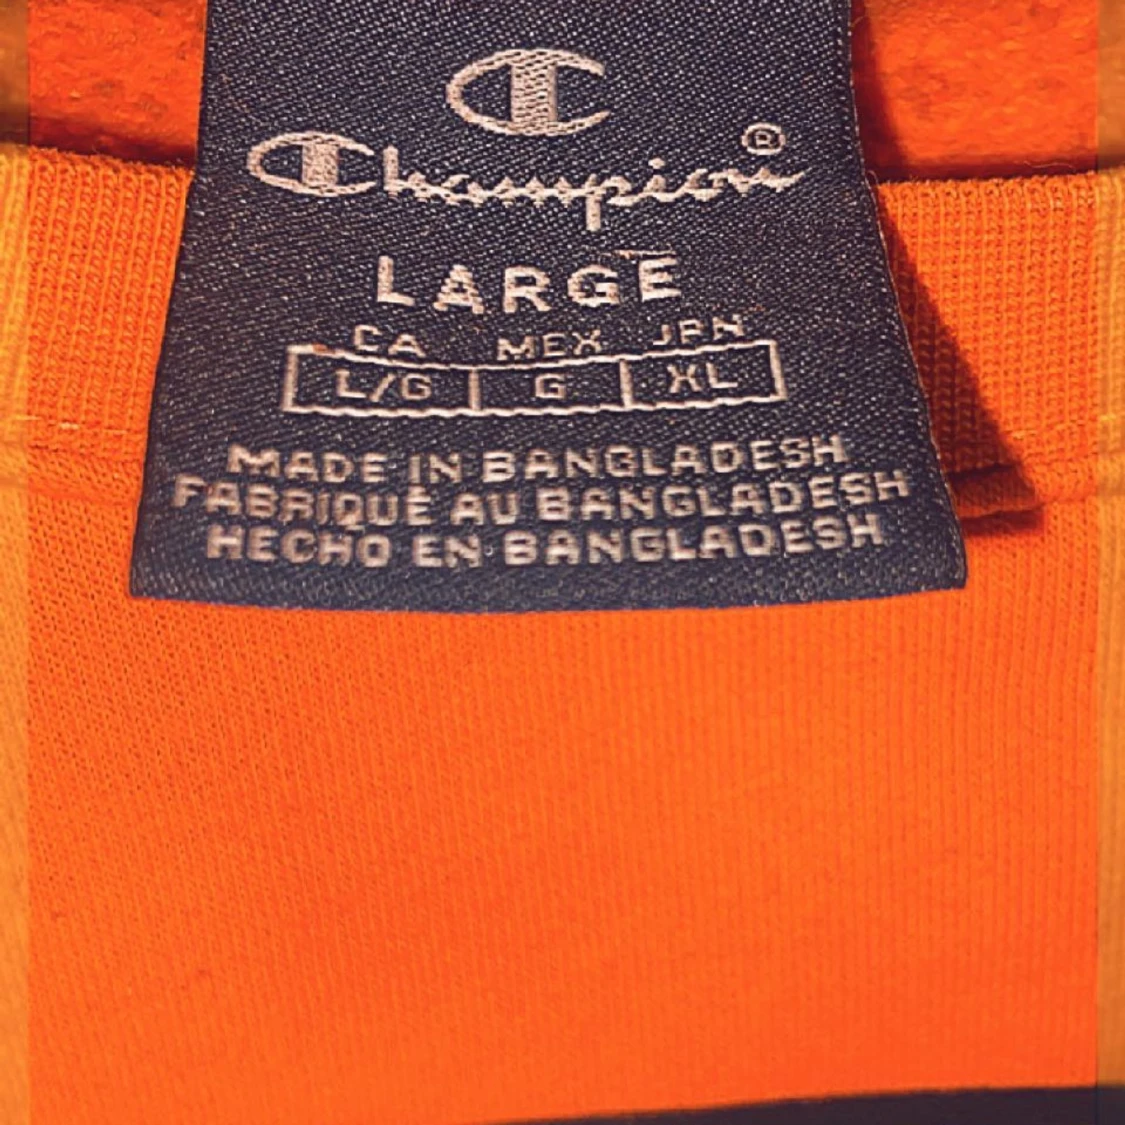 Champion®
LARGE
CA MEX JPN
L/G G XL
MADE IN BANGLADESH
FABRIQUÉ AU BANGLADESH
HECHO EN BANGLADESH